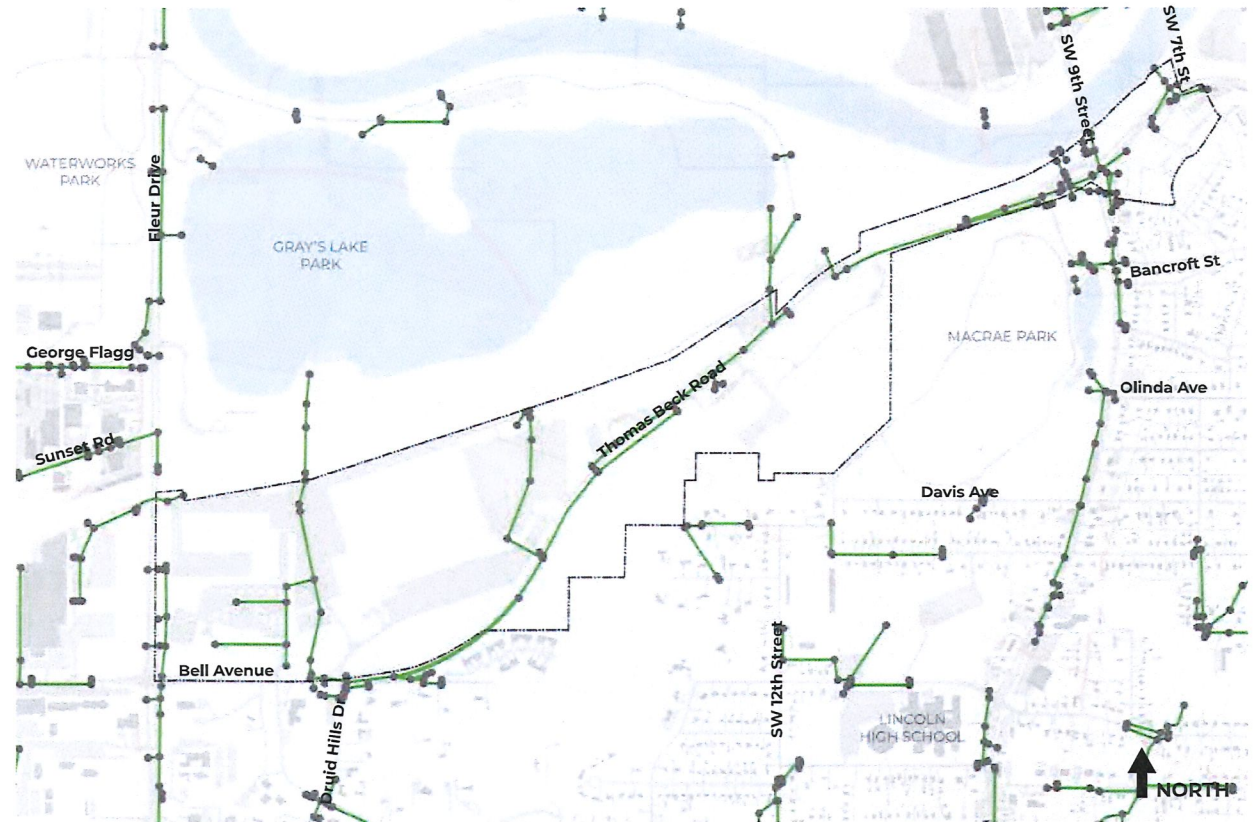 SW 7th St
SW 9th Street
WATERWORKS
PARK
Fleur Drive
GRAY'S LAKE
PARK
Bancroft St
MACRAE PARK
George Flagg
Thomas Beck Road
Olinda Ave
Sunset Rd
Davis Ave
Bell Avenue
SW 12th Street
Druid Hills Dr
LINCOLN
HIGH SCHOOL
NORTH